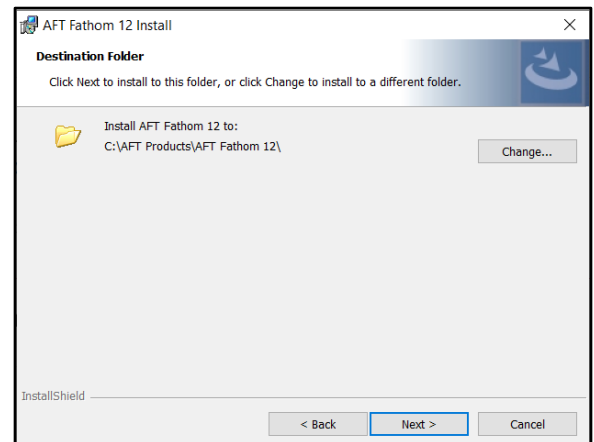 AFT Fathom 12 Install
Destination Folder
Click Next to install to this folder, or click Change to install to a different folder.
Install AFT Fathom 12 to:
C:\AFT Products\AFT Fathom 12\
Change...
InstallShield
< Back
Next >
Cancel